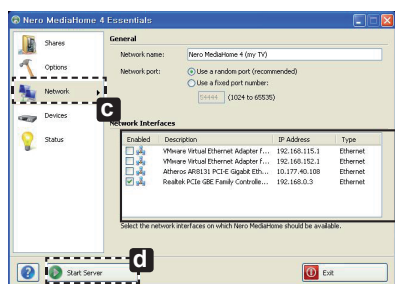 Nero MediaHome 4 Essentials
Shares
Options
Network
Devices
Status
General
Network name:
Nero MediaHome 4 (my TV)
Network port:
Use a random port (recommended)
Use a fixed port number:
54444
(1024 to 65535)
c
Network Interfaces
Enabled Description IP Address Type
VMware Virtual Ethernet Adapter f... 192.168.115.1 Ethernet
VMware Virtual Ethernet Adapter f... 192.168.152.1 Ethernet
Atheros AR8131 PCI-E Gigabit Eth... 10.177.40.108 Ethernet
Realtek PCIe GBE Family Controlle... 192.168.0.3 Ethernet
Select the network interfaces on which Nero MediaHome should be available.
d
Start Server
Exit